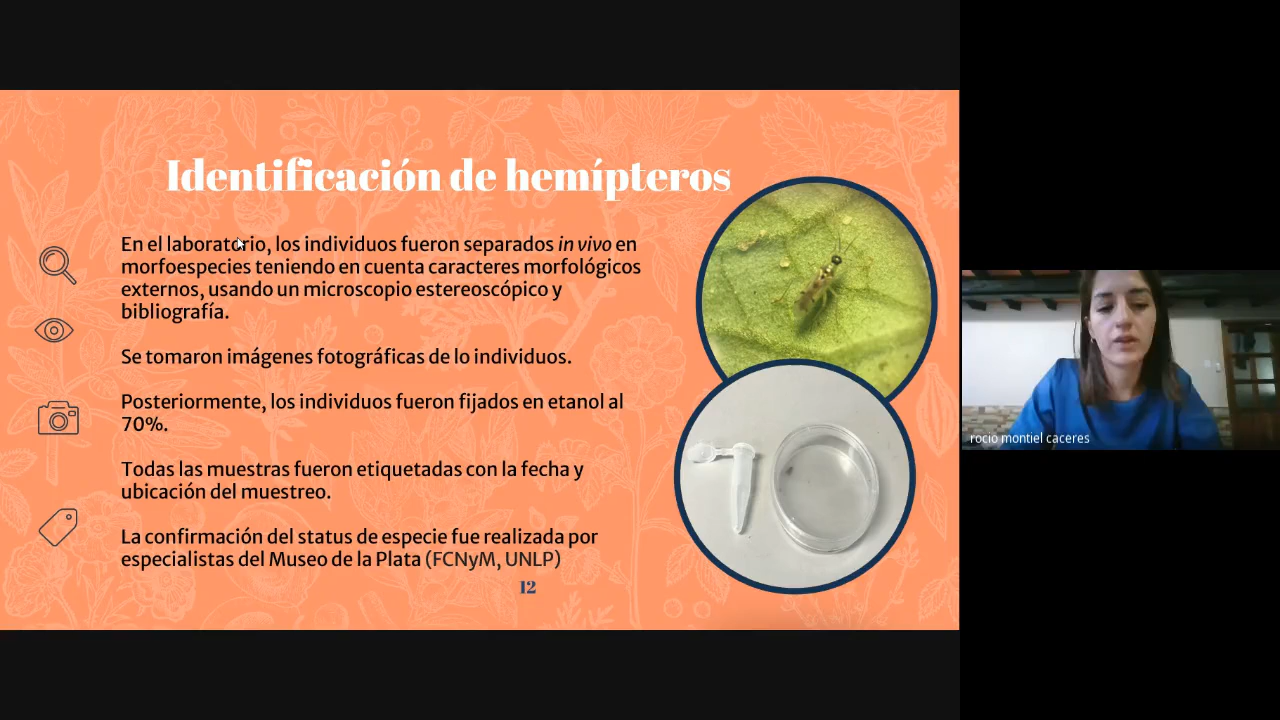 Identificación de hemípteros
En el laboratorio, los individuos fueron separados in vivo en
morfoespecies teniendo en cuenta caracteres morfológicos
externos, usando un microscopio estereoscópico y
bibliografía.
Se tomaron imágenes fotográficas de lo individuos.
Posteriormente, los individuos fueron fijados en etanol al
70%.
Todas las muestras fueron etiquetadas con la fecha y
ubicación del muestreo.
La confirmación del status de especie fue realizada por
especialistas del Museo de la Plata (FCNyM, UNLP)
12
rocio montiel caceres